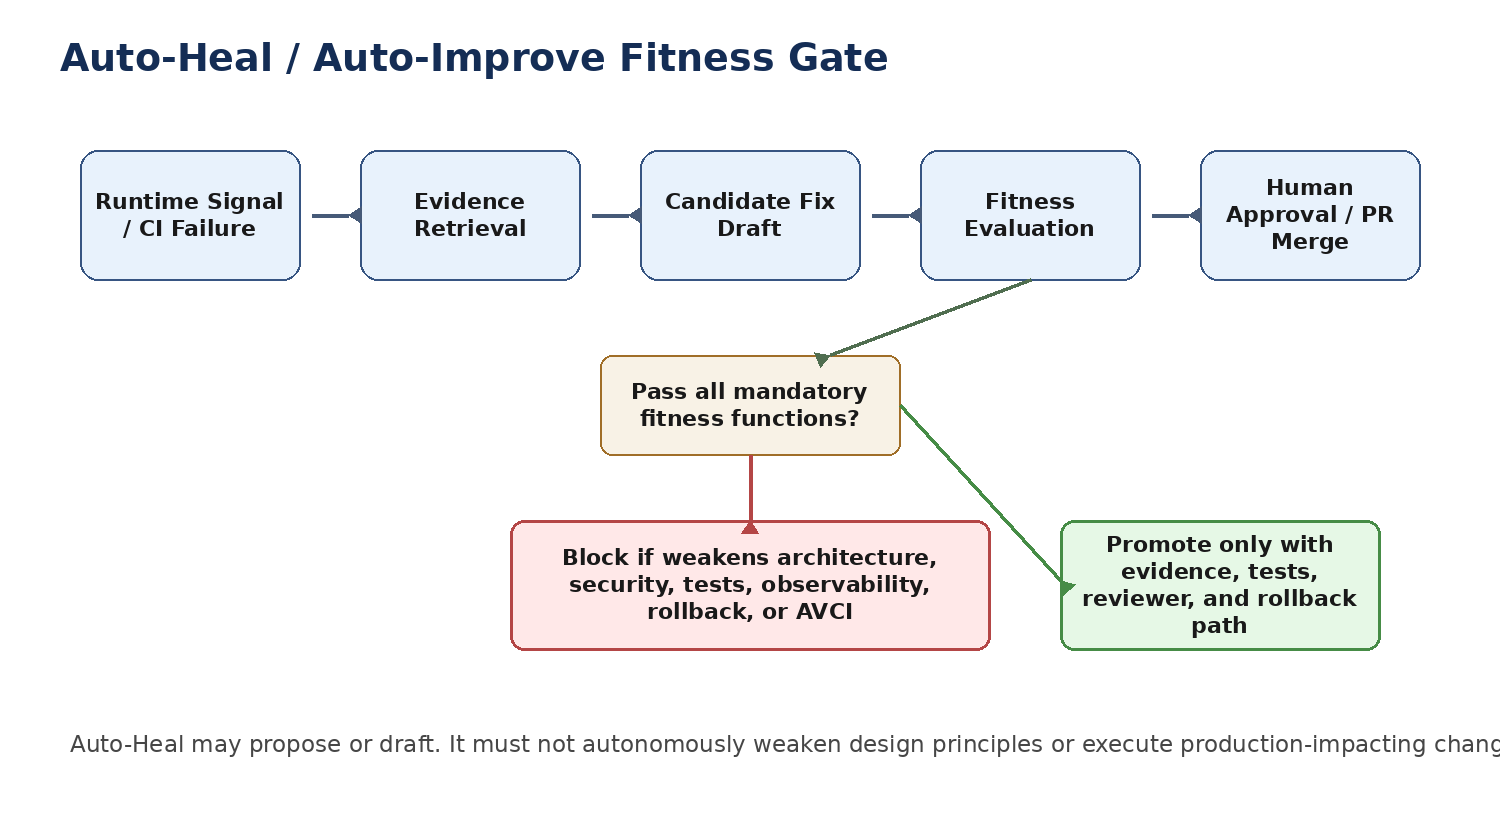 Auto-Heal / Auto-Improve Fitness Gate
Runtime Signal
/ CI Failure
Evidence
Retrieval
Candidate Fix
Draft
Fitness
Evaluation
Human
Approval / PR
Merge
Pass all mandatory
fitness functions?
Block if weakens architecture,
security, tests, observability,
rollback, or AVCI
Promote only with
evidence, tests,
reviewer, and rollback
path
Auto-Heal may propose or draft. It must not autonomously weaken design principles or execute production-impacting